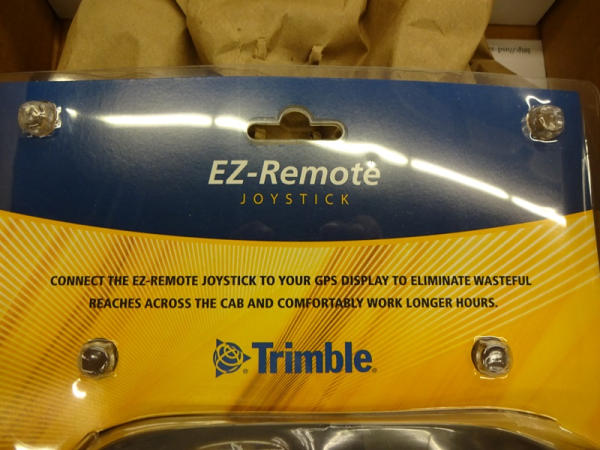 EZ-Remote
JOYSTICK
CONNECT THE EZ-REMOTE JOYSTICK TO YOUR GPS DISPLAY TO ELIMINATE WASTEFUL
REACHES ACROSS THE CAB AND COMFORTABLY WORK LONGER HOURS.
Trimble